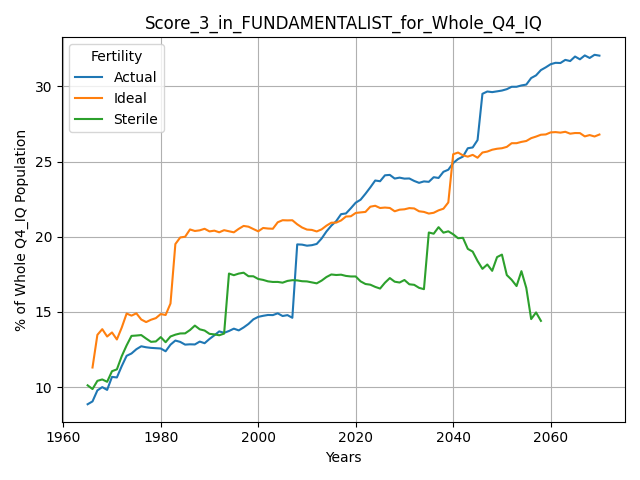 Score_3_in_FUNDAMENTALIST_for_Whole_Q4_IQ
Fertility
Actual
Ideal
Sterile
% of Whole Q4_IQ Population
30
25
20
15
10
1960
1980
2000
2020
2040
2060
Years